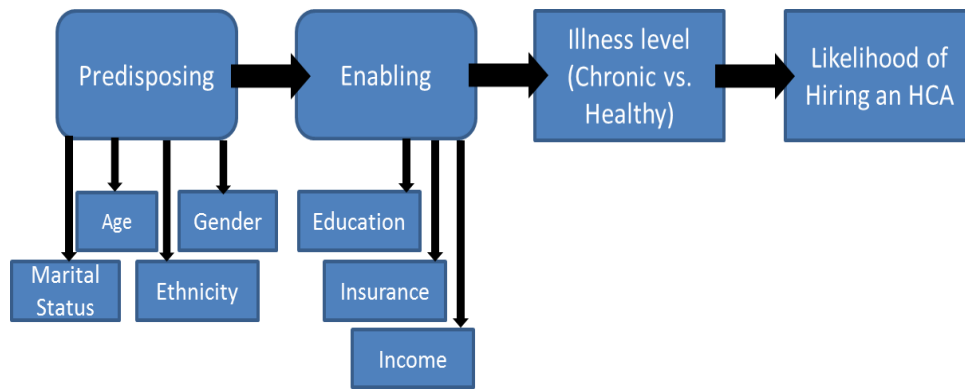 Predisposing
Enabling
Illness level
(Chronic vs.
Healthy)
Likelihood of
Hiring an HCA
Age
Gender
Education
Marital
Status
Ethnicity
Insurance
Income